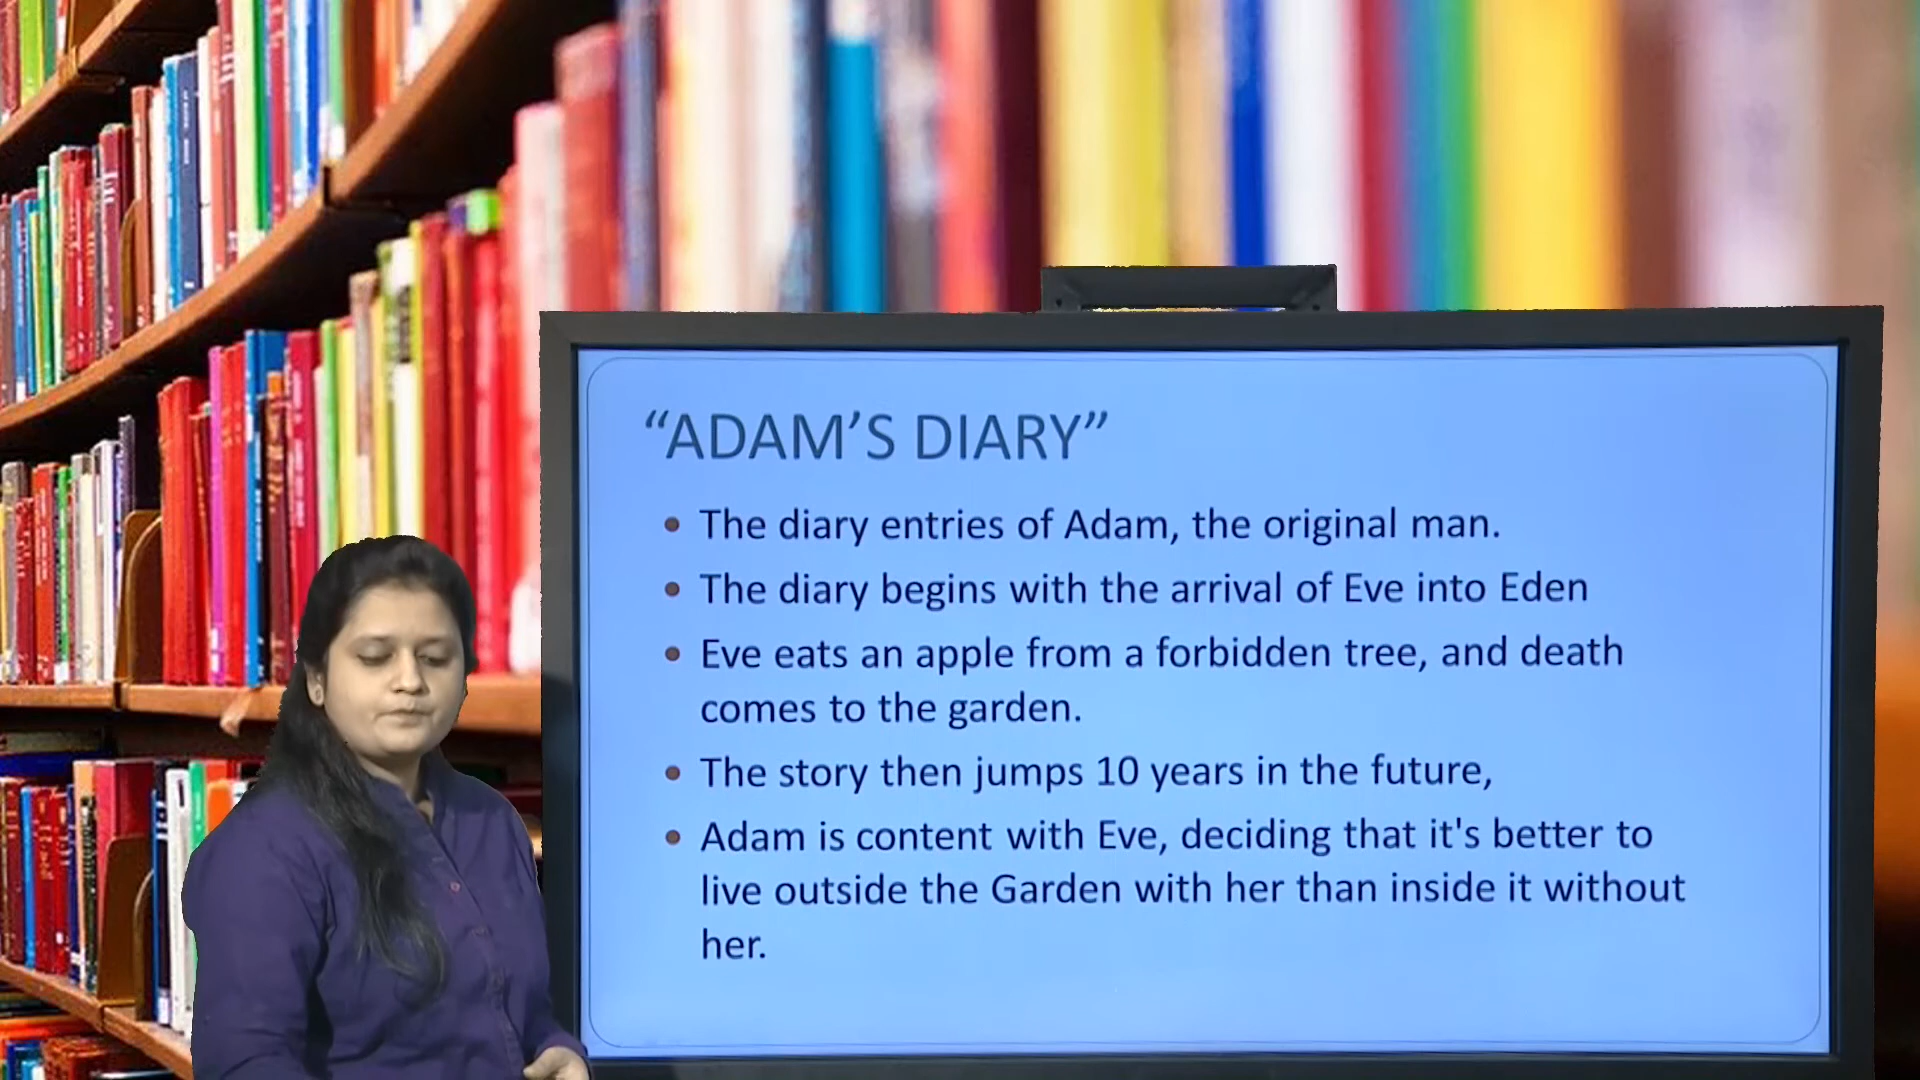 “ADAM’S DIARY”
• The diary entries of Adam, the original man.
• The diary begins with the arrival of Eve into Eden
• Eve eats an apple from a forbidden tree, and death
comes to the garden.
• The story then jumps 10 years in the future,
• Adam is content with Eve, deciding that it's better to
live outside the Garden with her than inside it without
her.